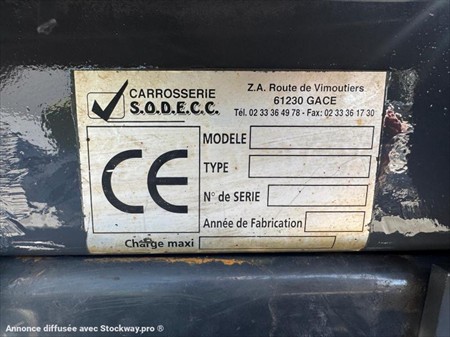 CARROSSERIE
S.O.D.E.C.C.
Z.A. Route de Vimoutiers
61230 GACE
Tél. 02 33 36 49 78 - Fax: 02 33 36 17 30
CE
MODELE
TYPE
N° de SERIE
Année de Fabrication
Charge maxi
Annonce diffusée avec Stockway.pro ®